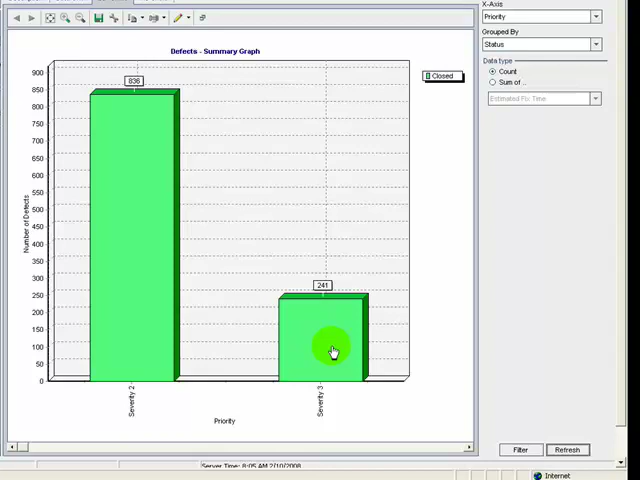 X-Axis
Priority
Grouped By
Status
Data type
Count
Sum of ..
Estimated Fix Time
Defects - Summary Graph
Closed
900
850
800
750
700
650
600
550
500
450
400
350
300
250
200
150
100
50
0
Number of Defects
836
241
Severity 2
Severity 3
Priority
Filter
Refresh
Server Time: 8:05 AM 2/10/2008
Internet